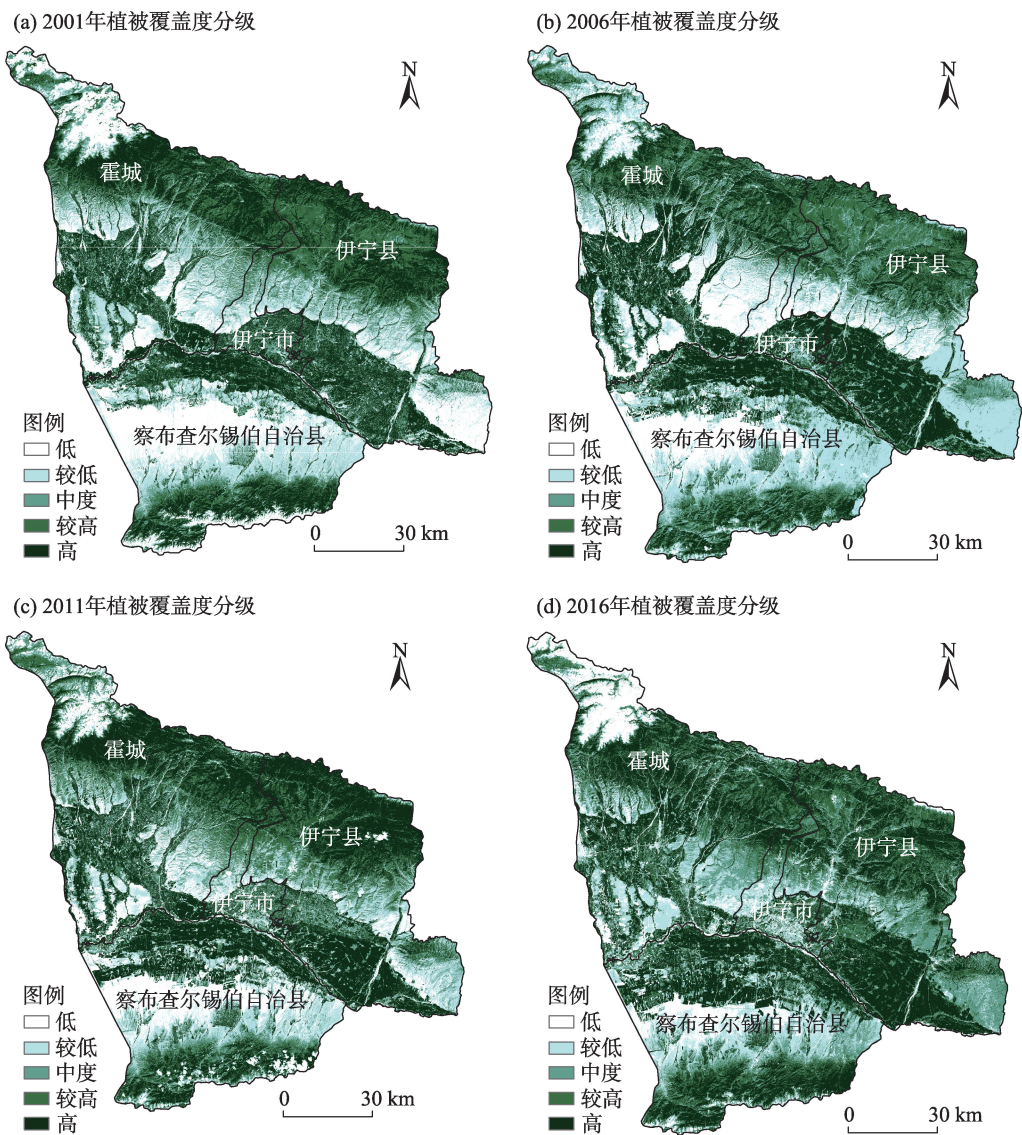 (a) 2001年植被覆盖度分级
N
霍城
伊宁县
伊宁市
察布查尔锡伯自治县
图例
低
较低
中度
较高
高
0 30 km
(b) 2006年植被覆盖度分级
N
霍城
伊宁县
伊宁市
察布查尔锡伯自治县
图例
低
较低
中度
较高
高
0 30 km
(c) 2011年植被覆盖度分级
N
霍城
伊宁县
伊宁市
察布查尔锡伯自治县
图例
低
较低
中度
较高
高
0 30 km
(d) 2016年植被覆盖度分级
N
霍城
伊宁县
伊宁市
察布查尔锡伯自治县
图例
低
较低
中度
较高
高
0 30 km